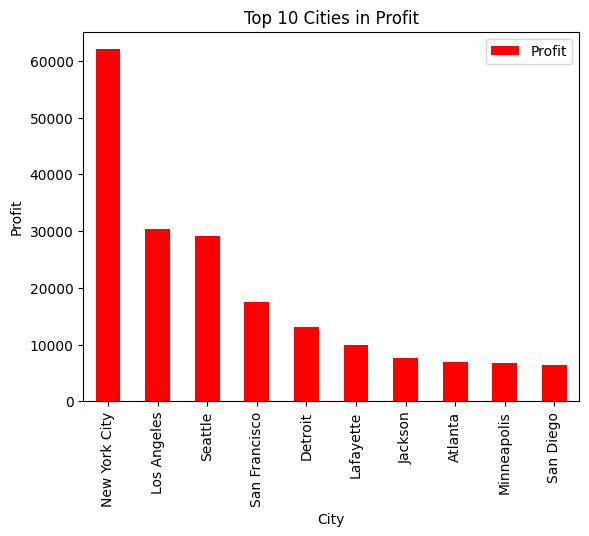 Top 10 Cities in Profit
Profit
60000
50000
40000
30000
20000
10000
0
Profit
New York City
Los Angeles
Seattle
San Francisco
Detroit
Lafayette
Jackson
Atlanta
Minneapolis
San Diego
City